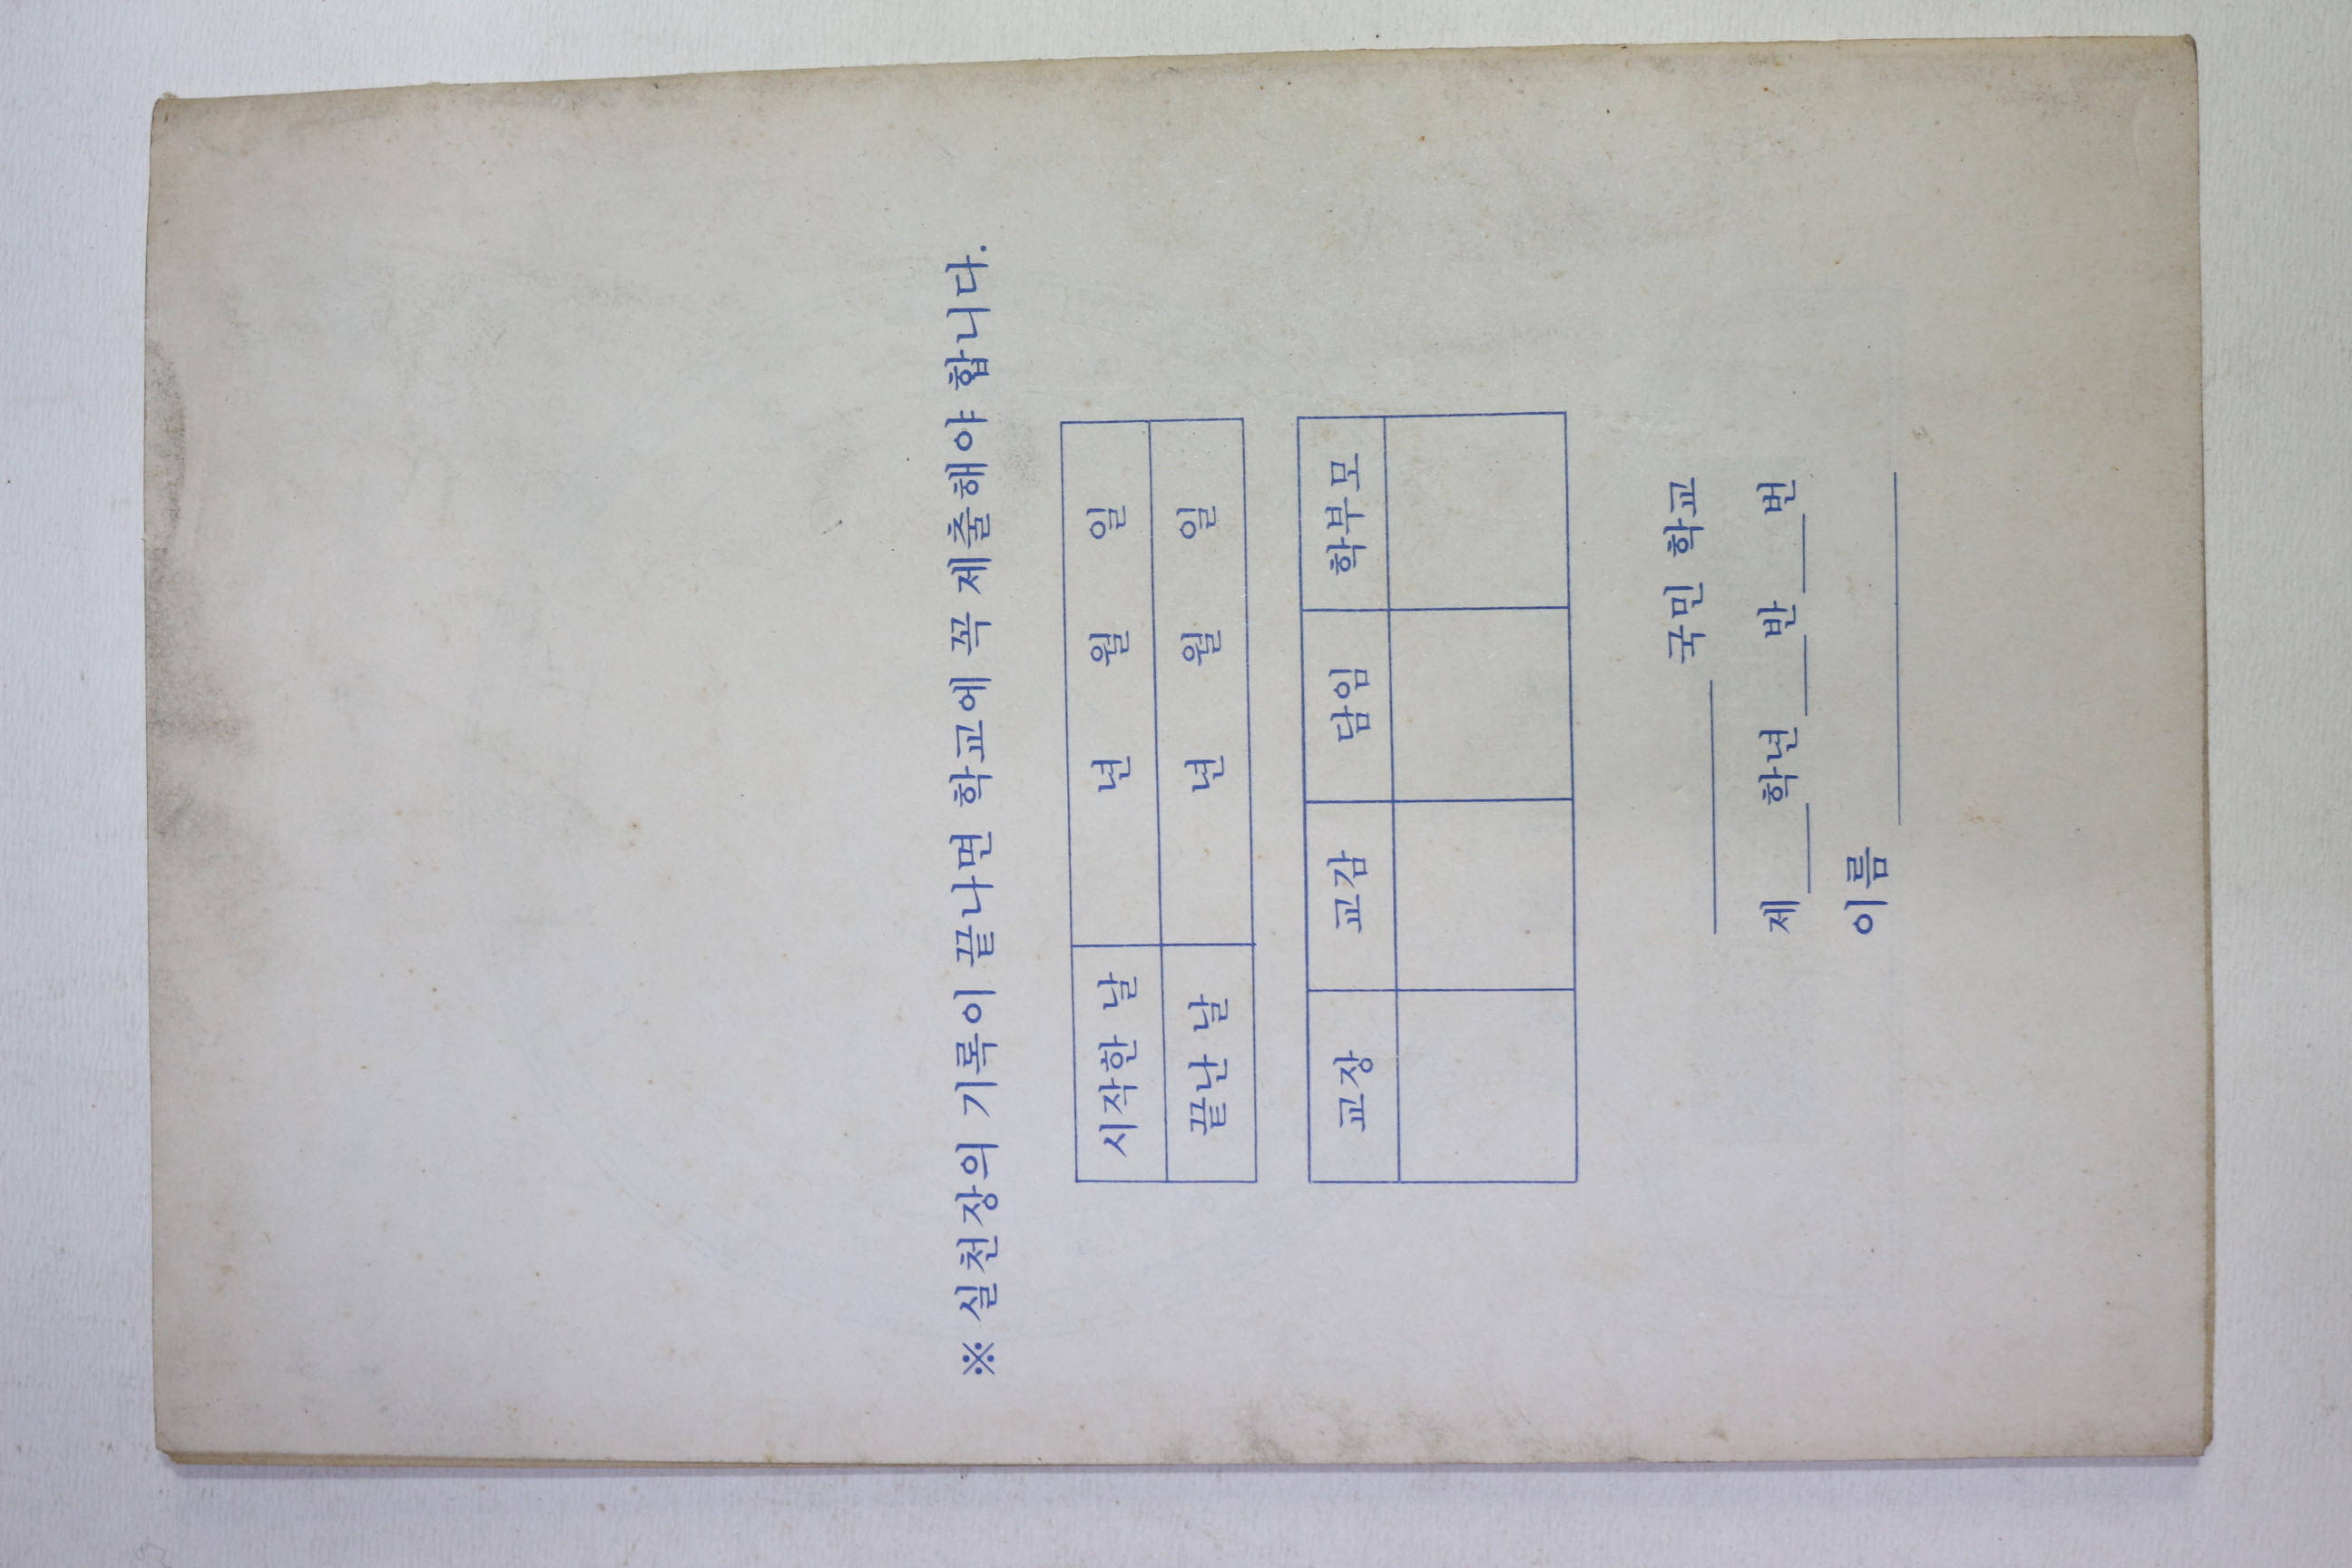 ※ 실천장의 기록이 끝나면 학교에 꼭 제출해야 합니다.
시작한 날 년 월 일
끝난 날 년 월 일
교장 교감 담임 학부모
국민 학교
제 학년 반 번
이름